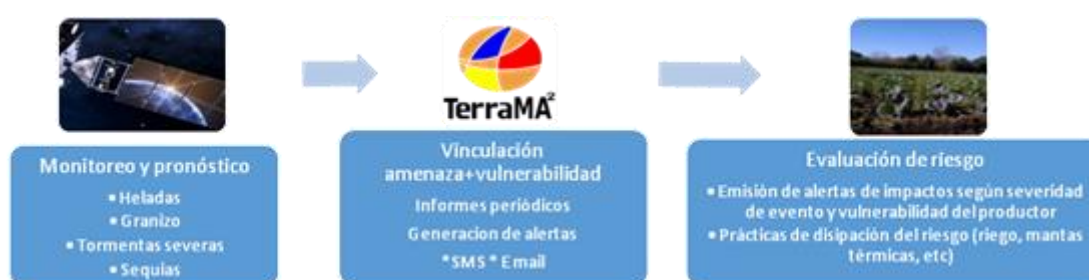 TerraMA²
Monitoreo y pronóstico
• Heladas
• Granizo
• Tormentas severas
• Sequias
Vinculación
amenaza+vulnerabilidad
Informes periódicos
Generacion de alertas
*SMS * Email
Evaluación de riesgo
• Emisión de alertas de impactos según severidad
de evento y vulnerabilidad del productor
• Prácticas de disipación del riesgo (riego, mantas
térmicas, etc)